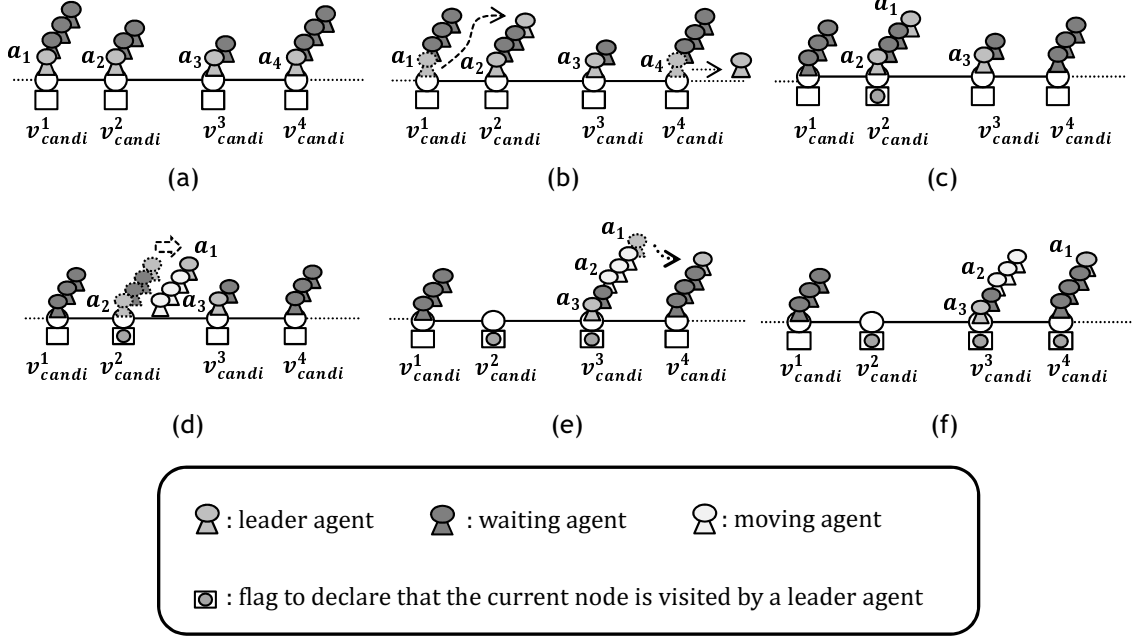 a₁ a₂ a₃ a₄
v¹candi v²candi v³candi v⁴candi
(a)
a₁ a₂ a₃ a₄
v¹candi v²candi v³candi v⁴candi
(b)
a₁
a₂ a₃
v¹candi v²candi v³candi v⁴candi
(c)
a₁
a₂ a₃
v¹candi v²candi v³candi v⁴candi
(d)
a₁
a₂
a₃
v¹candi v²candi v³candi v⁴candi
(e)
a₁
a₂
a₃
v¹candi v²candi v³candi v⁴candi
(f)
: leader agent : waiting agent : moving agent
: flag to declare that the current node is visited by a leader agent